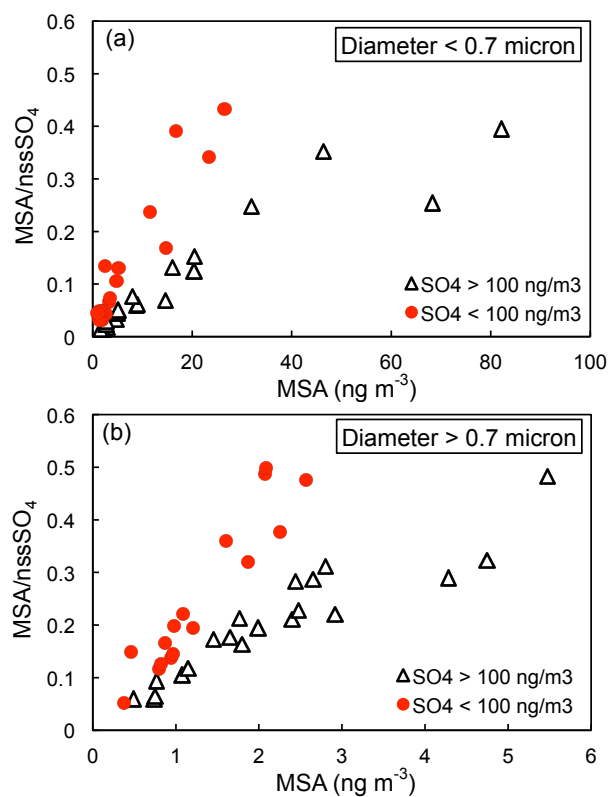 (a)
Diameter < 0.7 micron
0.6
0.5
0.4
0.3
0.2
0.1
0
MSA/nssSO₄
SO4 > 100 ng/m3
SO4 < 100 ng/m3
0 20 40 60 80 100
MSA (ng m⁻³)
(b)
Diameter > 0.7 micron
0.6
0.5
0.4
0.3
0.2
0.1
0.0
MSA/nssSO₄
SO4 > 100 ng/m3
SO4 < 100 ng/m3
0 1 2 3 4 5 6
MSA (ng m⁻³)